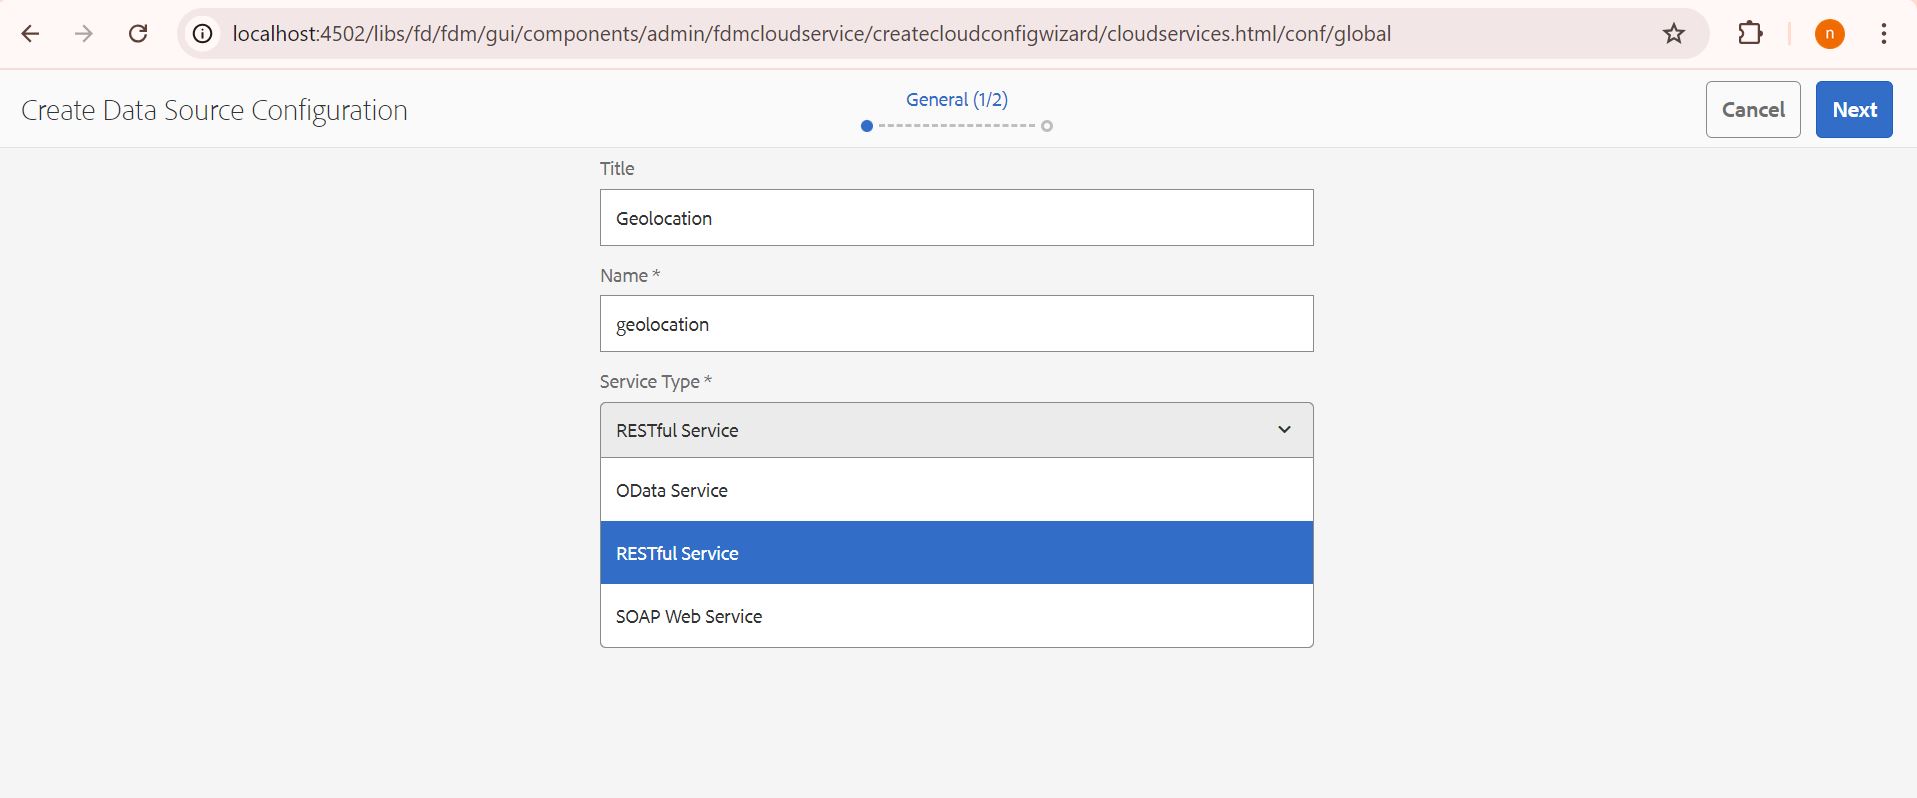 localhost:4502/libs/fd/fdm/gui/components/admin/fdmcloudservice/createcloudconfigwizard/cloudservices.html/conf/global
n
Create Data Source Configuration
General (1/2)
Cancel
Next
Title
Geolocation
Name *
geolocation
Service Type *
RESTful Service
OData Service
RESTful Service
SOAP Web Service